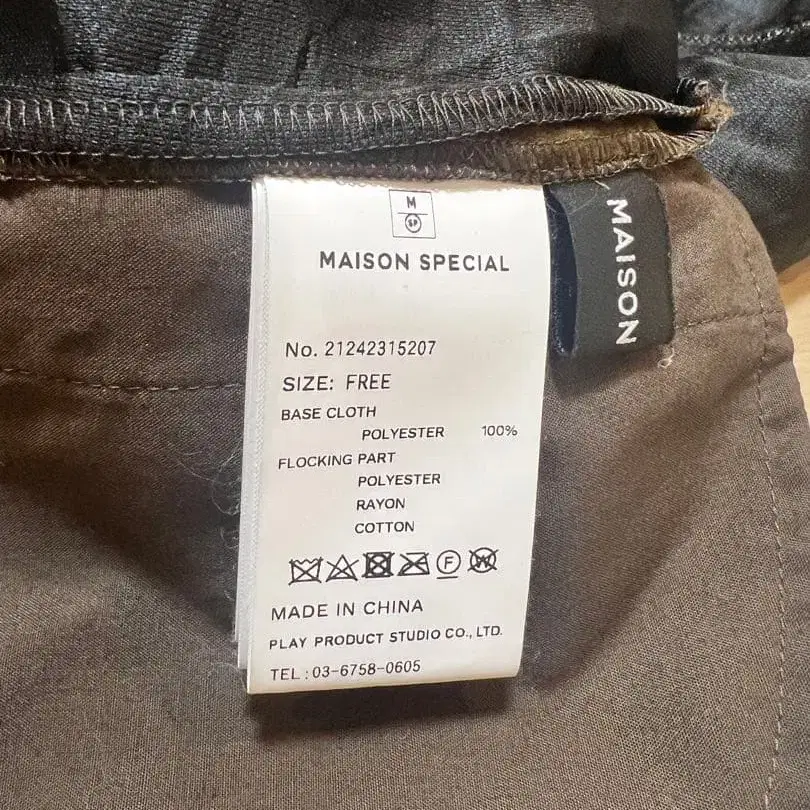 M
SP
MAISON SPECIAL
No. 21242315207
SIZE: FREE
BASE CLOTH
POLYESTER 100%
FLOCKING PART
POLYESTER
RAYON
COTTON
F W
MADE IN CHINA
PLAY PRODUCT STUDIO CO., LTD.
TEL : 03-6758-0605
MAISON